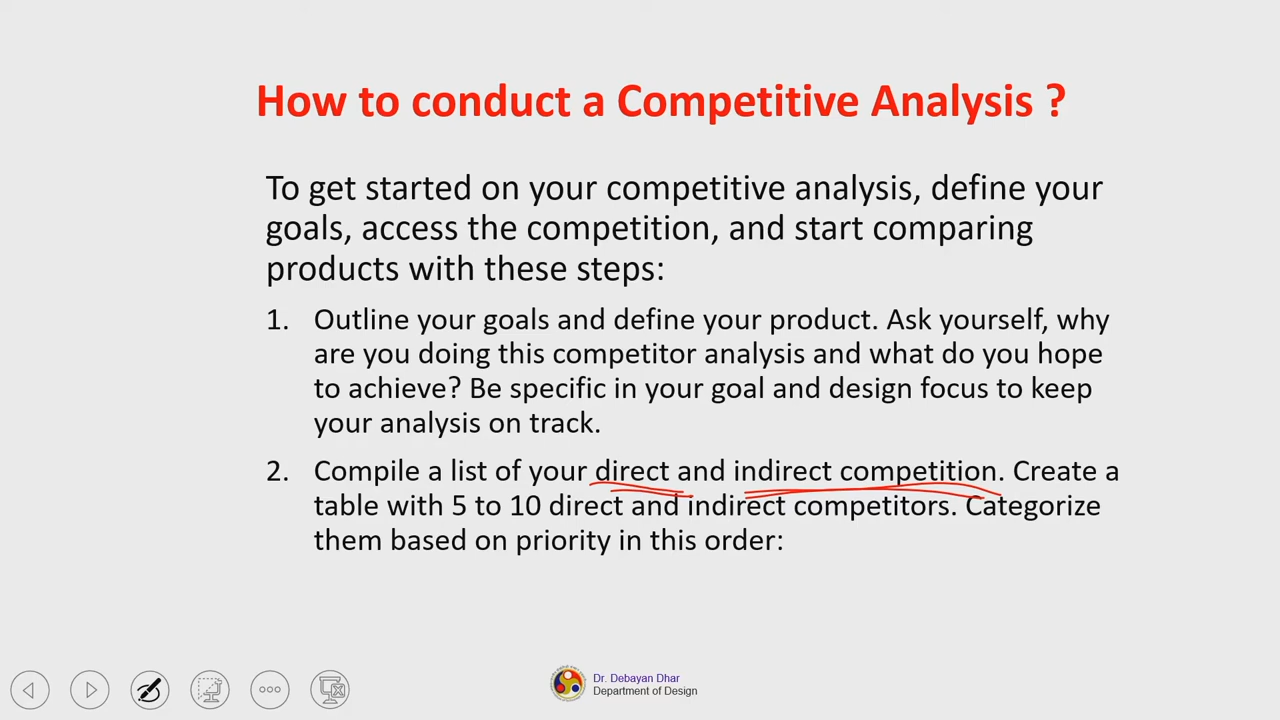 How to conduct a Competitive Analysis ?
To get started on your competitive analysis, define your
goals, access the competition, and start comparing
products with these steps:
1. Outline your goals and define your product. Ask yourself, why
are you doing this competitor analysis and what do you hope
to achieve? Be specific in your goal and design focus to keep
your analysis on track.
2. Compile a list of your direct and indirect competition. Create a
table with 5 to 10 direct and indirect competitors. Categorize
them based on priority in this order:
Dr. Debayan Dhar
Department of Design